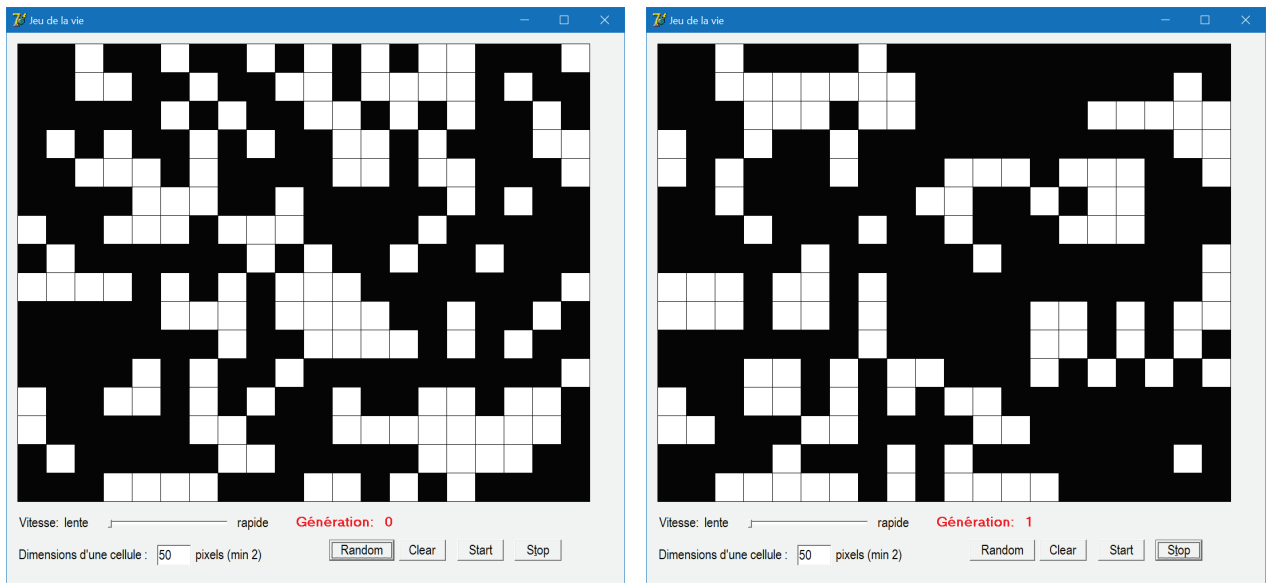 Jeu de la vie
Vitesse: lente rapide Génération: 0
Dimensions d'une cellule : 50 pixels (min 2) Random Clear Start Stop
Jeu de la vie
Vitesse: lente rapide Génération: 1
Dimensions d'une cellule : 50 pixels (min 2) Random Clear Start Stop